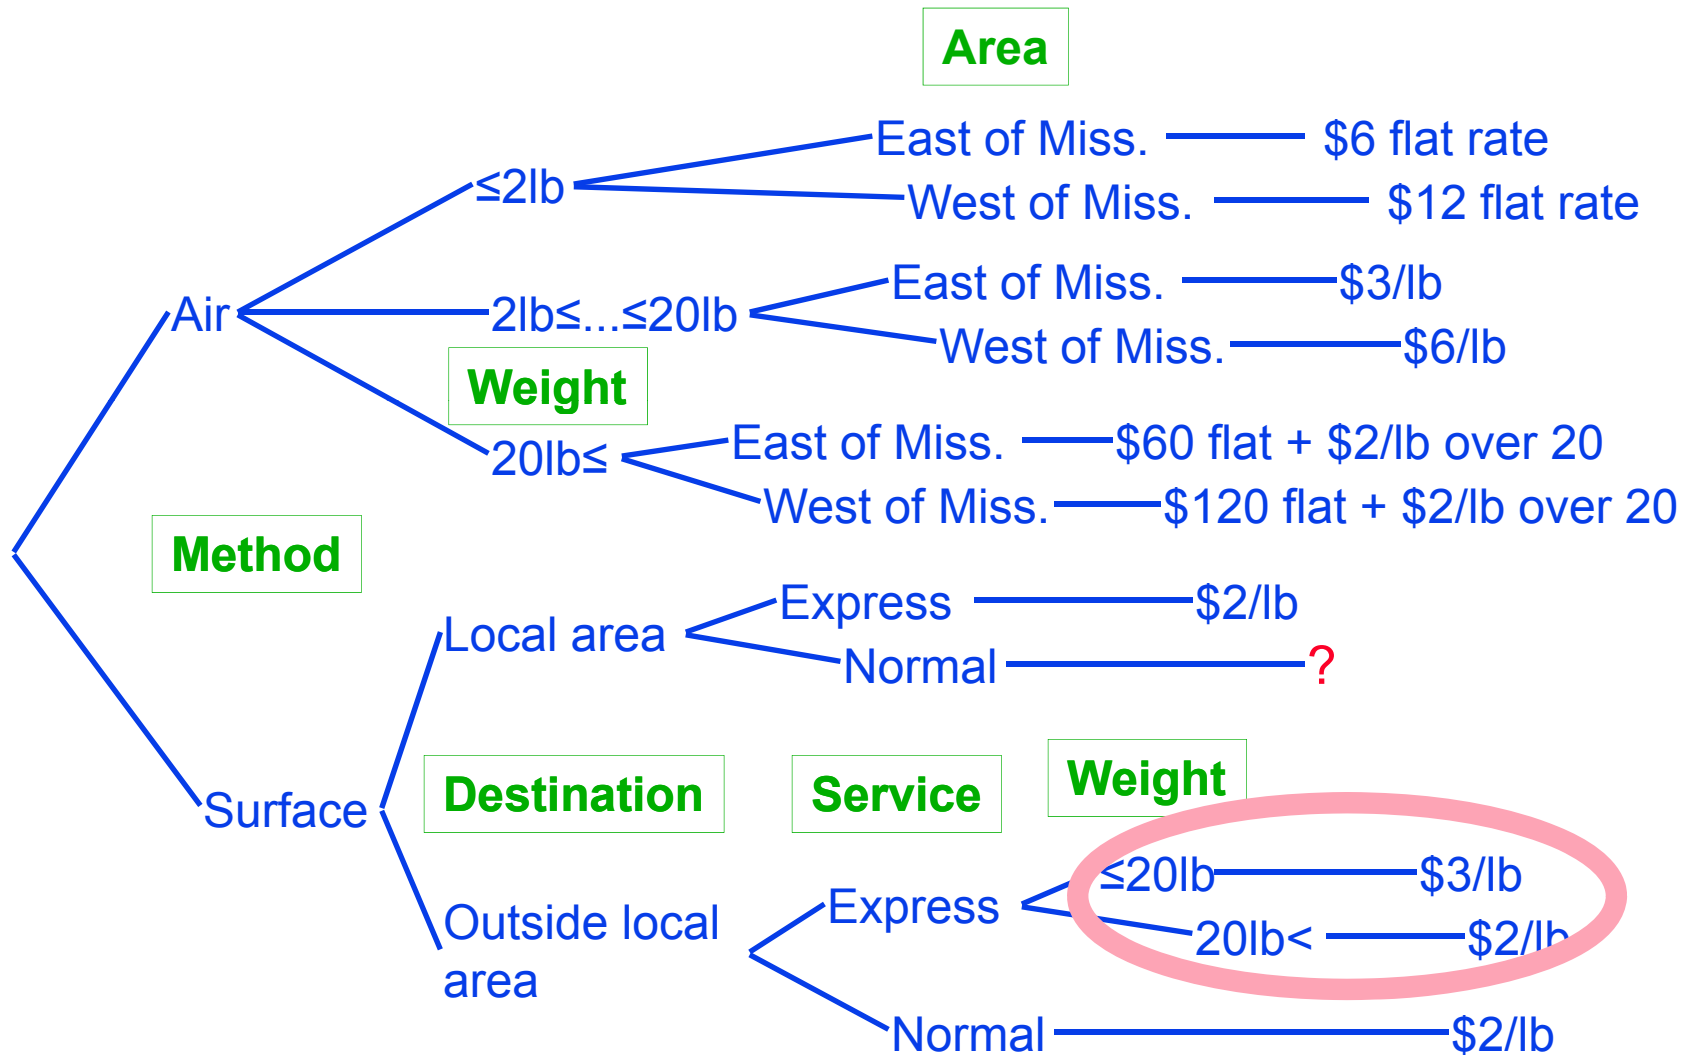 Area
East of Miss. $6 flat rate
≤2lb
West of Miss. $12 flat rate
East of Miss. $3/lb
Air 2lb≤...≤20lb
West of Miss. $6/lb
Weight
East of Miss. $60 flat + $2/lb over 20
20lb≤
West of Miss. $120 flat + $2/lb over 20
Method
Express $2/lb
Local area
Normal ?
Destination Service Weight
Surface
≤20lb $3/lb
Express
Outside local
area
20lb< $2/lb
Normal $2/lb